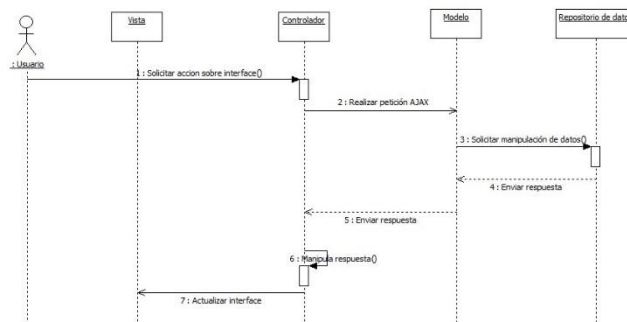 Vista
Controlador
Modelo
Repositorio de dato
: Usuario
1 : Solicitar accion sobre interface()
2 : Realizar petición AJAX
3 : Solicitar manipulación de datos()
4 : Enviar respuesta
5 : Enviar respuesta
6 : Manipula respuesta()
7 : Actualizar interface